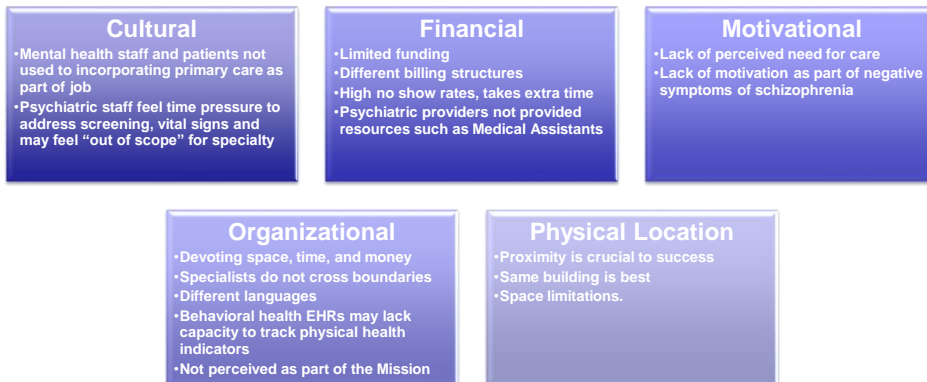 Cultural
•Mental health staff and patients not
used to incorporating primary care as
part of job
•Psychiatric staff feel time pressure to
address screening, vital signs and
may feel “out of scope” for specialty
Financial
•Limited funding
•Different billing structures
•High no show rates, takes extra time
•Psychiatric providers not provided
resources such as Medical Assistants
Motivational
•Lack of perceived need for care
•Lack of motivation as part of negative
symptoms of schizophrenia
Organizational
•Devoting space, time, and money
•Specialists do not cross boundaries
•Different languages
•Behavioral health EHRs may lack
capacity to track physical health
indicators
•Not perceived as part of the Mission
Physical Location
•Proximity is crucial to success
•Same building is best
•Space limitations.